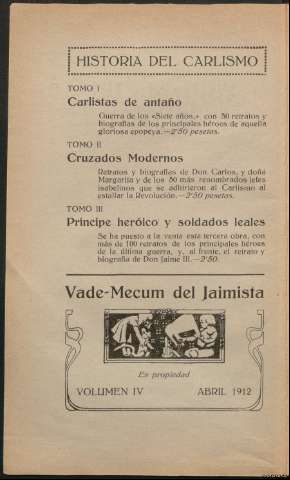 HISTORIA DEL CARLISMO
TOMO I
Carlistas de antaño
Guerra de los «Siete años,» con 50 retratos y
biografías de los principales héroes de aquella
gloriosa epopeya.—2'50 pesetas.
TOMO II
Cruzados Modernos
Retratos y biografías de Don Carlos, y doña
Margarita y de los 50 más renombrados jefes
isabelinos que se adhirieron al Carlismo al
estallar la Revolución.—2'50 pesetas.
TOMO III
Príncipe heróico y soldados leales
Se ha puesto a la venta esta tercera obra, con
más de 100 retratos de los principales héroes
de la última guerra, y, al frente, el retrato y
biografía de Don Jaime III.—2'50.
Vade-Mecum del Jaimista
Es propiedad
VOLUMEN IV ABRIL 1912